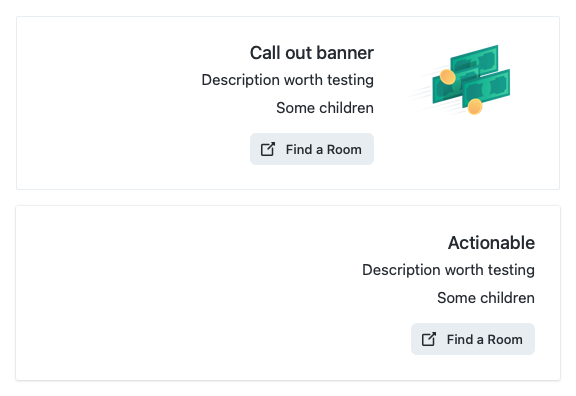 Call out banner
Description worth testing
Some children
Find a Room
Actionable
Description worth testing
Some children
Find a Room